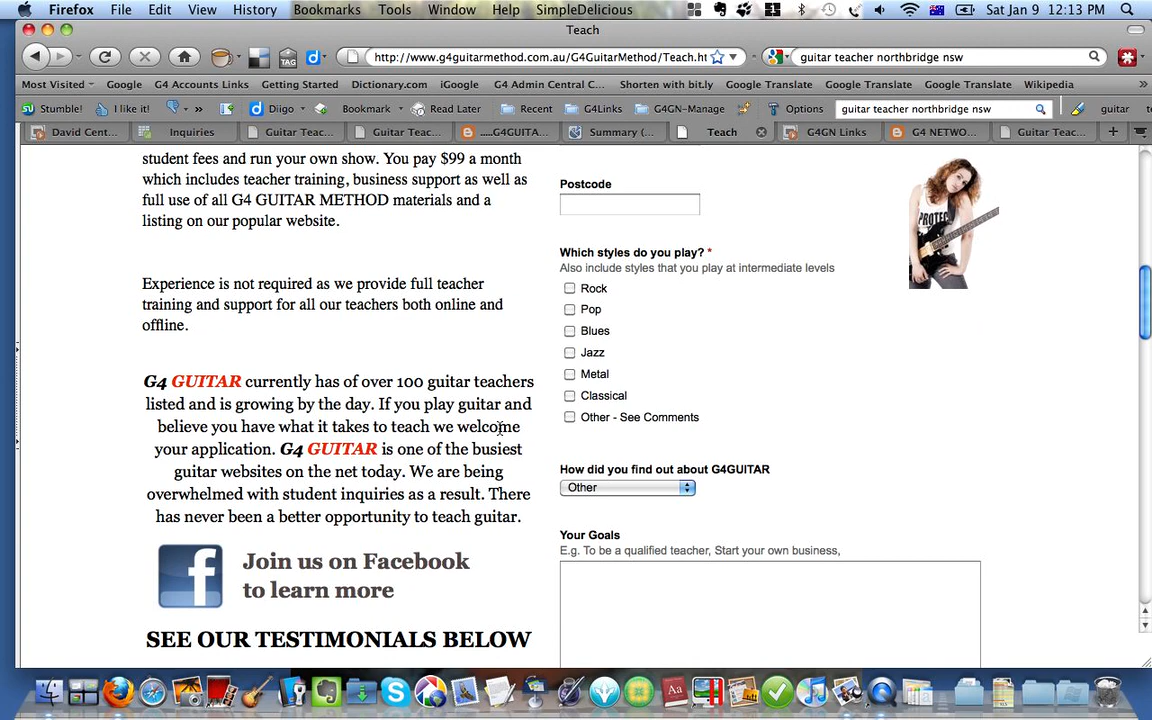 Firefox File Edit View History Bookmarks Tools Window Help SimpleDelicious Sat Jan 9 12:13 PM
Teach
TAG d http://www.g4guitarmethod.com.au/G4GuitarMethod/Teach.ht guitar teacher northbridge nsw
Most Visited Google G4 Accounts Links Getting Started Dictionary.com iGoogle G4 Admin Central C... Shorten with bit.ly Google Translate Google Translate Google Translate Wikipedia »
Stumble! I like it! » d Diigo Bookmark Read Later Recent G4Links G4GN-Manage Options guitar teacher northbridge nsw guitar
David Cent... Inquiries Guitar Teac... Guitar Teac... .....G4GUITA... Summary (... Teach G4GN Links G4 NETWO... Guitar Teac... +
student fees and run your own show. You pay $99 a month
which includes teacher training, business support as well as
full use of all G4 GUITAR METHOD materials and a
listing on our popular website.
Experience is not required as we provide full teacher
training and support for all our teachers both online and
offline.
G4 GUITAR currently has of over 100 guitar teachers
listed and is growing by the day. If you play guitar and
believe you have what it takes to teach we welcome
your application. G4 GUITAR is one of the busiest
guitar websites on the net today. We are being
overwhelmed with student inquiries as a result. There
has never been a better opportunity to teach guitar.
f Join us on Facebook
to learn more
SEE OUR TESTIMONIALS BELOW
Postcode
Which styles do you play? *
Also include styles that you play at intermediate levels
Rock
Pop
Blues
Jazz
Metal
Classical
Other - See Comments
How did you find out about G4GUITAR
Other
Your Goals
E.g. To be a qualified teacher, Start your own business,
PROTEC
Aa